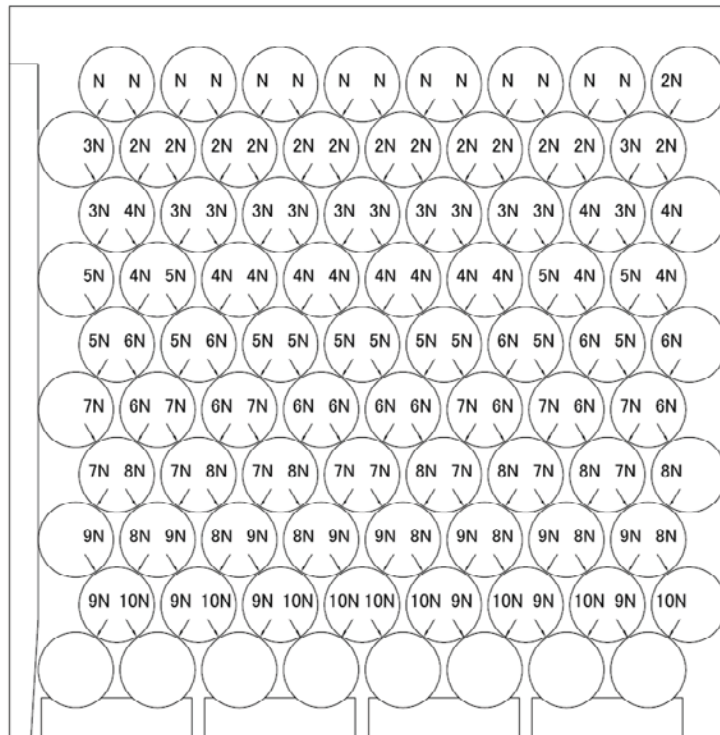 N N N N N N N N N N N N N N 2N
3N 2N 2N 2N 2N 2N 2N 2N 2N 2N 2N 2N 2N 3N 2N
3N 4N 3N 3N 3N 3N 3N 3N 3N 3N 3N 3N 4N 3N 4N
5N 4N 5N 4N 4N 4N 4N 4N 4N 4N 4N 5N 4N 5N 4N
5N 6N 5N 6N 5N 5N 5N 5N 5N 5N 6N 5N 6N 5N 6N
7N 6N 7N 6N 7N 6N 6N 6N 6N 7N 6N 7N 6N 7N 6N
7N 8N 7N 8N 7N 8N 7N 7N 8N 7N 8N 7N 8N 7N 8N
9N 8N 9N 8N 9N 8N 9N 9N 8N 9N 8N 9N 8N 9N 8N
9N 10N 9N 10N 9N 10N 10N 10N 10N 9N 10N 9N 10N 9N 10N